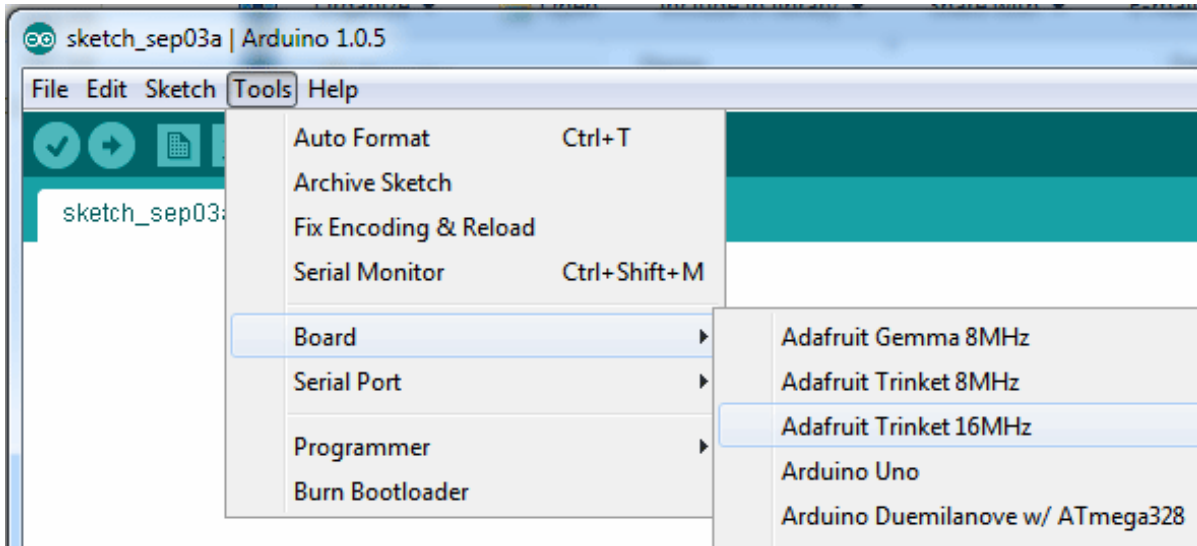 sketch_sep03a | Arduino 1.0.5
File Edit Sketch Tools Help
Auto Format Ctrl+T
Archive Sketch
sketch_sep03a
Fix Encoding & Reload
Serial Monitor Ctrl+Shift+M
Board Adafruit Gemma 8MHz
Serial Port Adafruit Trinket 8MHz
Adafruit Trinket 16MHz
Programmer
Arduino Uno
Burn Bootloader
Arduino Duemilanove w/ ATmega328